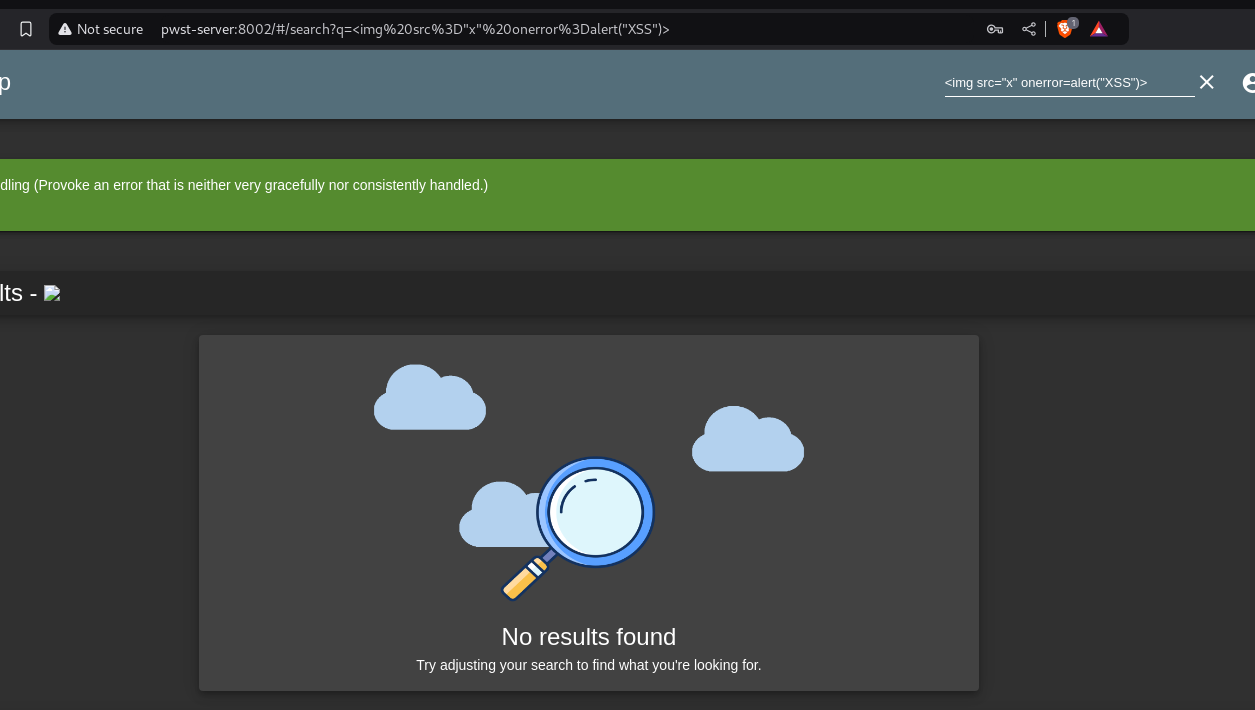 Not secure pwst-server:8002/#/search?q=<img%20src%3D"x"%20onerror%3Dalert("XSS")> 1
p <img src="x" onerror=alert("XSS")>
dling (Provoke an error that is neither very gracefully nor consistently handled.)
lts -
No results found
Try adjusting your search to find what you're looking for.